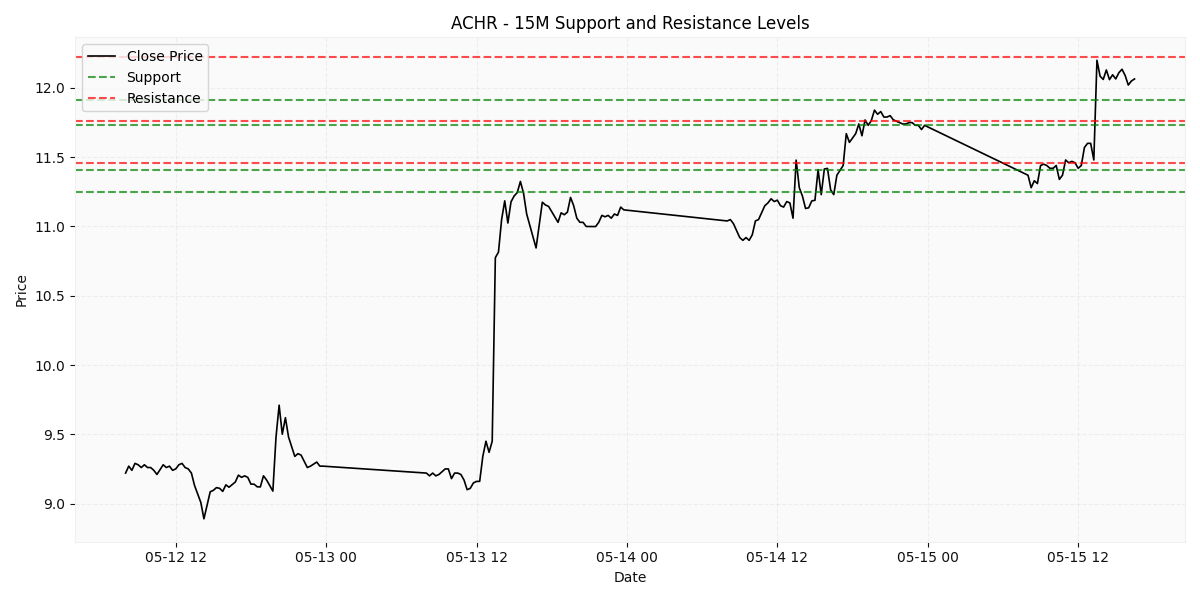 ACHR - 15M Support and Resistance Levels
Close Price
Support
Resistance
Price
12.0
11.5
11.0
10.5
10.0
9.5
9.0
05-12 12
05-13 00
05-13 12
05-14 00
05-14 12
05-15 00
05-15 12
Date